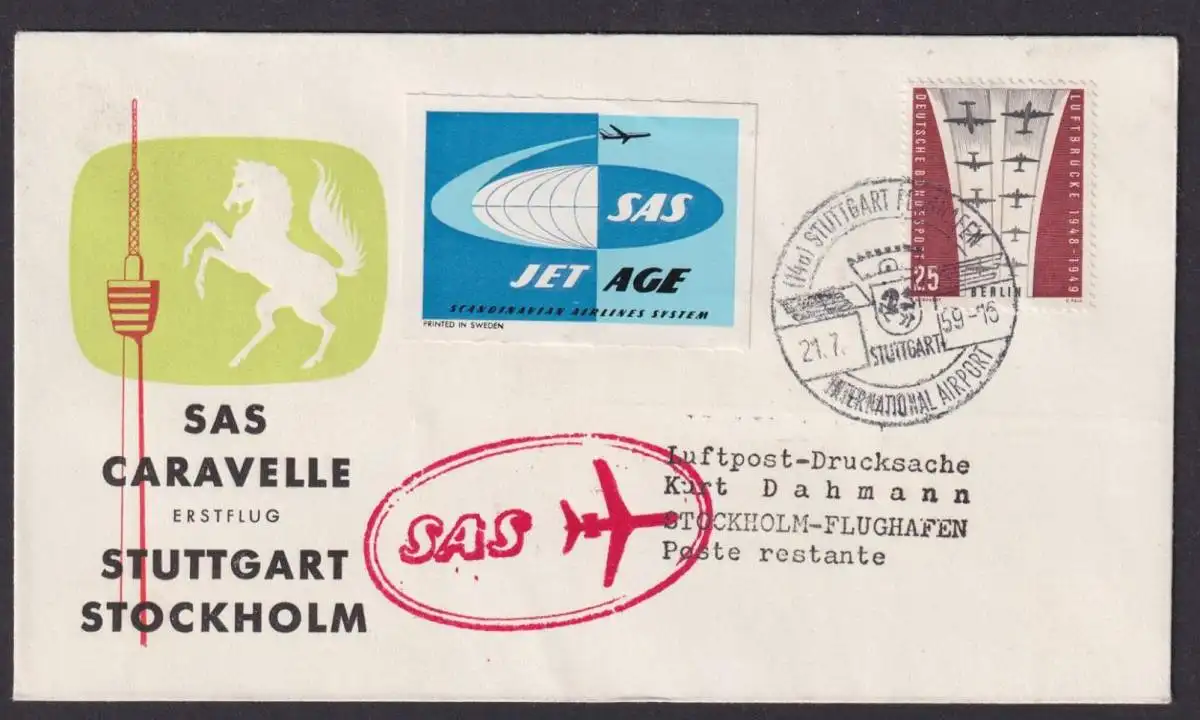 SAS
CARAVELLE
ERSTFLUG
STUTTGART
STOCKHOLM
SAS
JET AGE
SCANDINAVIAN AIRLINES SYSTEM
PRINTED IN SWEDEN
DEUTSCHE BUNDESPOST
LUFTBRÜCKE 1948-1949
25
BERLIN
(14a) STUTTGART FLUGHAFEN
21.7. 59-16
STUTTGART
INTERNATIONAL AIRPORT
SAS
Luftpost-Drucksache
Kurt Dahmann
STOCKHOLM-FLUGHAFEN
Poste restante